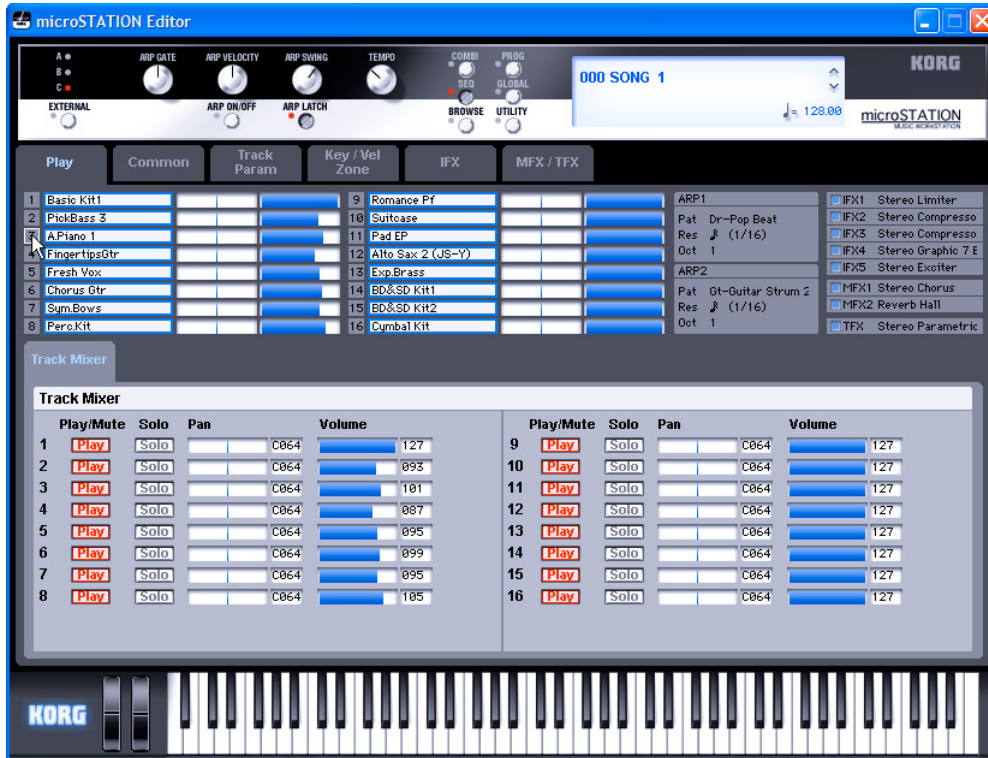 microSTATION Editor
A B C
ARP GATE ARP VELOCITY ARP SWING TEMPO
COMBI PROG
SEQ GLOBAL
EXTERNAL ARP ON/OFF ARP LATCH BROWSE UTILITY
000 SONG 1
♩= 128.00
KORG
microSTATION
MUSIC WORKSTATION
Play Common Track Param Key / Vel Zone IFX MFX / TFX
1 Basic Kit1
2 PickBass 3
3 A.Piano 1
4 FingertipsGtr
5 Fresh Vox
6 Chorus Gtr
7 Sym.Bows
8 Perc.Kit
9 Romance Pf
10 Suitcase
11 Pad EP
12 Alto Sax 2 (JS-Y)
13 Exp.Brass
14 BD&SD Kit1
15 BD&SD Kit2
16 Cymbal Kit
ARP1
Pat Dr-Pop Beat
Res ♪ (1/16)
Oct 1
ARP2
Pat Gt-Guitar Strum 2
Res ♪ (1/16)
Oct 1
IFX1 Stereo Limiter
IFX2 Stereo Compresso
IFX3 Stereo Compresso
IFX4 Stereo Graphic 7 E
IFX5 Stereo Exciter
MFX1 Stereo Chorus
MFX2 Reverb Hall
TFX Stereo Parametric
Track Mixer
Track Mixer
Play/Mute Solo Pan Volume
1 Play Solo C064 127
2 Play Solo C064 093
3 Play Solo C064 101
4 Play Solo C064 087
5 Play Solo C064 095
6 Play Solo C064 099
7 Play Solo C064 095
8 Play Solo C064 105
Play/Mute Solo Pan Volume
9 Play Solo C064 127
10 Play Solo C064 127
11 Play Solo C064 127
12 Play Solo C064 127
13 Play Solo C064 127
14 Play Solo C064 127
15 Play Solo C064 127
16 Play Solo C064 127
KORG